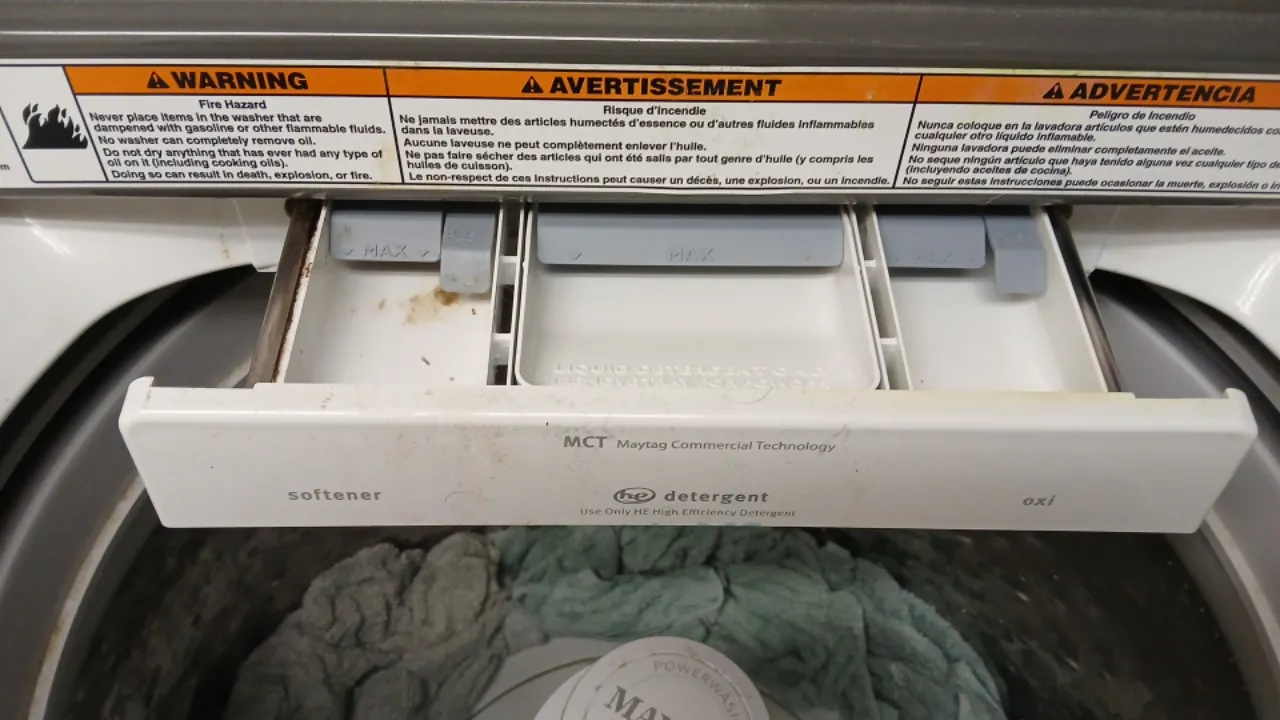 WARNING
Fire Hazard
Never place items in the washer that are
dampened with gasoline or other flammable fluids.
No washer can completely remove oil.
Do not dry anything that has ever had any type of
oil on it (including cooking oils).
Doing so can result in death, explosion, or fire.
AVERTISSEMENT
Risque d'incendie
Ne jamais mettre des articles humectés d'essence ou d'autres fluides inflammables
dans la laveuse.
Aucune laveuse ne peut complètement enlever l'huile.
Ne pas faire sécher des articles qui ont été salis par tout genre d'huile (y compris les
huiles de cuisson).
Le non-respect de ces instructions peut causer un décès, une explosion, ou un incendie.
ADVERTENCIA
Peligro de Incendio
Nunca coloque en la lavadora artículos que estén humedecidos
cualquier otro líquido inflamable.
Ninguna lavadora puede eliminar completamente el aceite.
No seque ningún artículo que haya tenido alguna vez cualquier tipo
(incluyendo aceites de cocina).
No seguir estas instrucciones puede ocasionar la muerte, explosión o
MAX
MAX
MAX
LIQUID DETERGENT ONLY
MCT Maytag Commercial Technology
softener
he detergent
Use Only HE High Efficiency Detergent
oxi
POWERWASH